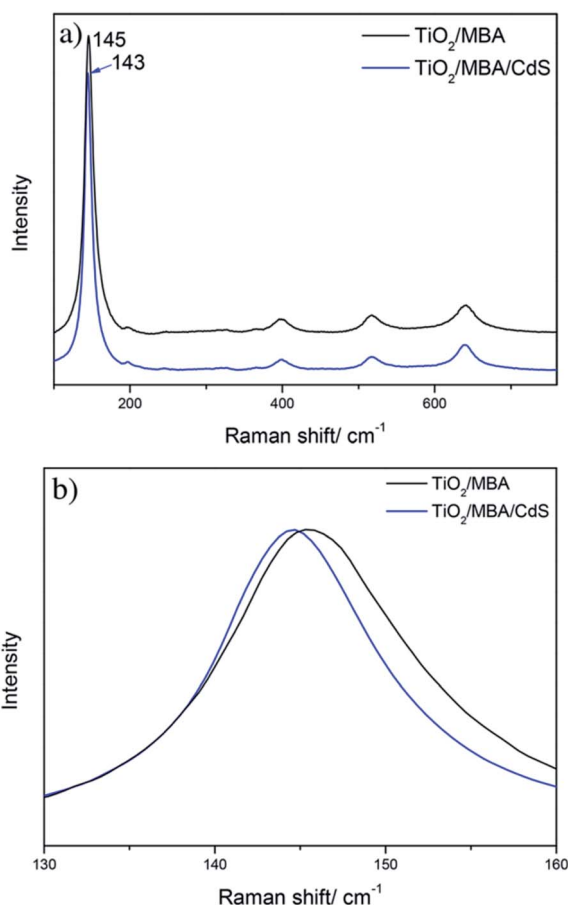 a)
145
143
TiO₂/MBA
TiO₂/MBA/CdS
Intensity
200
400
600
Raman shift/ cm⁻¹
b)
TiO₂/MBA
TiO₂/MBA/CdS
Intensity
130
140
150
160
Raman shift/ cm⁻¹